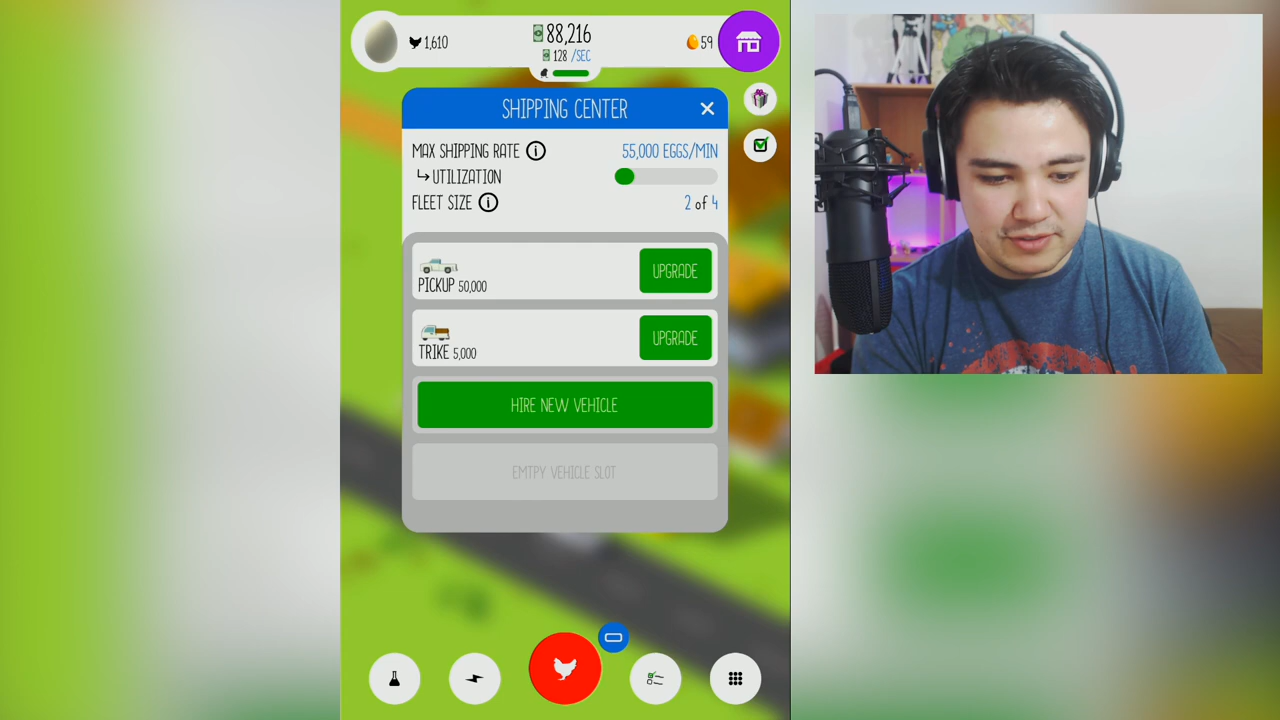 1,610
88,216
128 /SEC
59
SHIPPING CENTER
MAX SHIPPING RATE 55,000 EGGS/MIN
UTILIZATION
FLEET SIZE 2 of 4
PICKUP 50,000
UPGRADE
TRIKE 5,000
UPGRADE
HIRE NEW VEHICLE
EMTPY VEHICLE SLOT